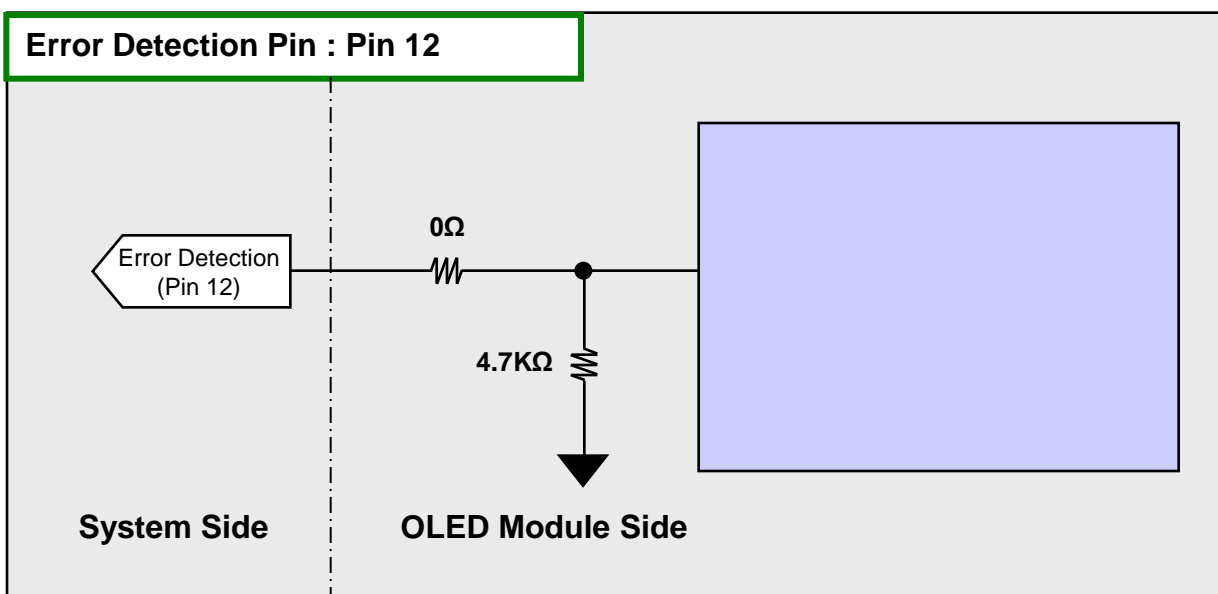 Error Detection Pin : Pin 12
0Ω
Error Detection
(Pin 12)
4.7KΩ
System Side
OLED Module Side